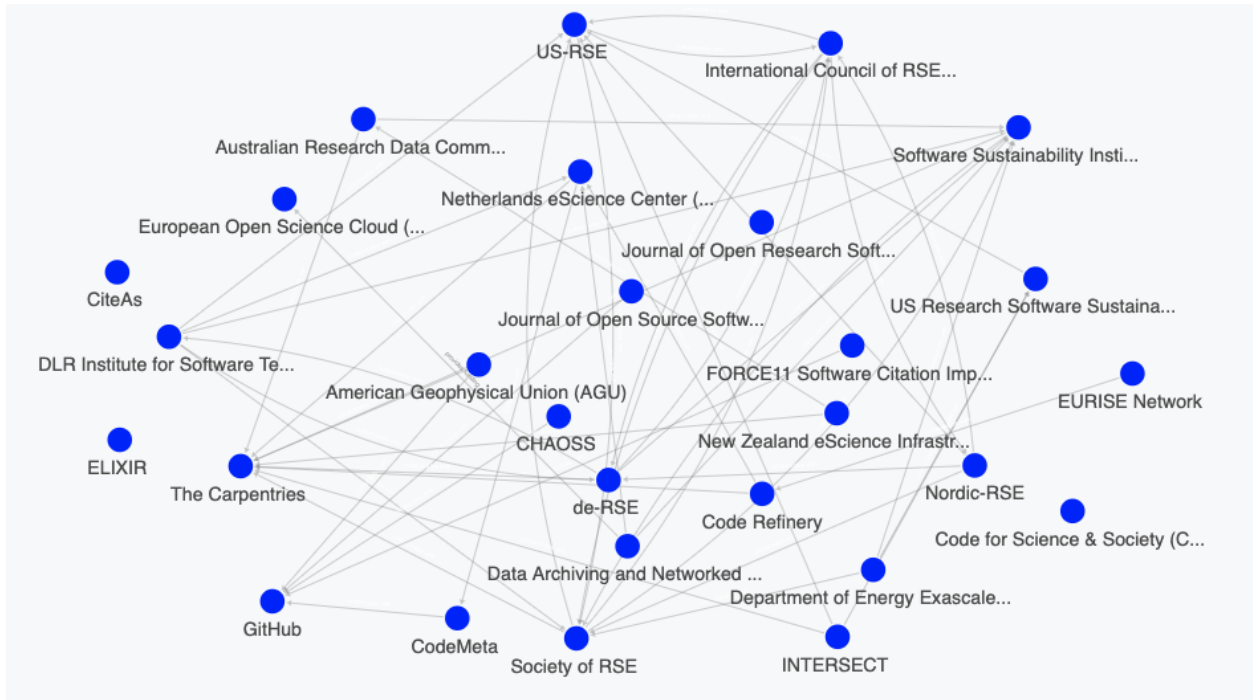 US-RSE
International Council of RSE...
Australian Research Data Comm...
Software Sustainability Insti...
Netherlands eScience Center (...
European Open Science Cloud (...
Journal of Open Research Soft...
CiteAs
US Research Software Sustaina...
Journal of Open Source Softw...
DLR Institute for Software Te...
FORCE11 Software Citation Imp...
American Geophysical Union (AGU)
EURISE Network
CHAOSS
New Zealand eScience Infrastr...
ELIXIR
The Carpentries
Nordic-RSE
de-RSE
Code Refinery
Code for Science & Society (C...
Data Archiving and Networked ...
Department of Energy Exascale...
GitHub
CodeMeta
Society of RSE
INTERSECT